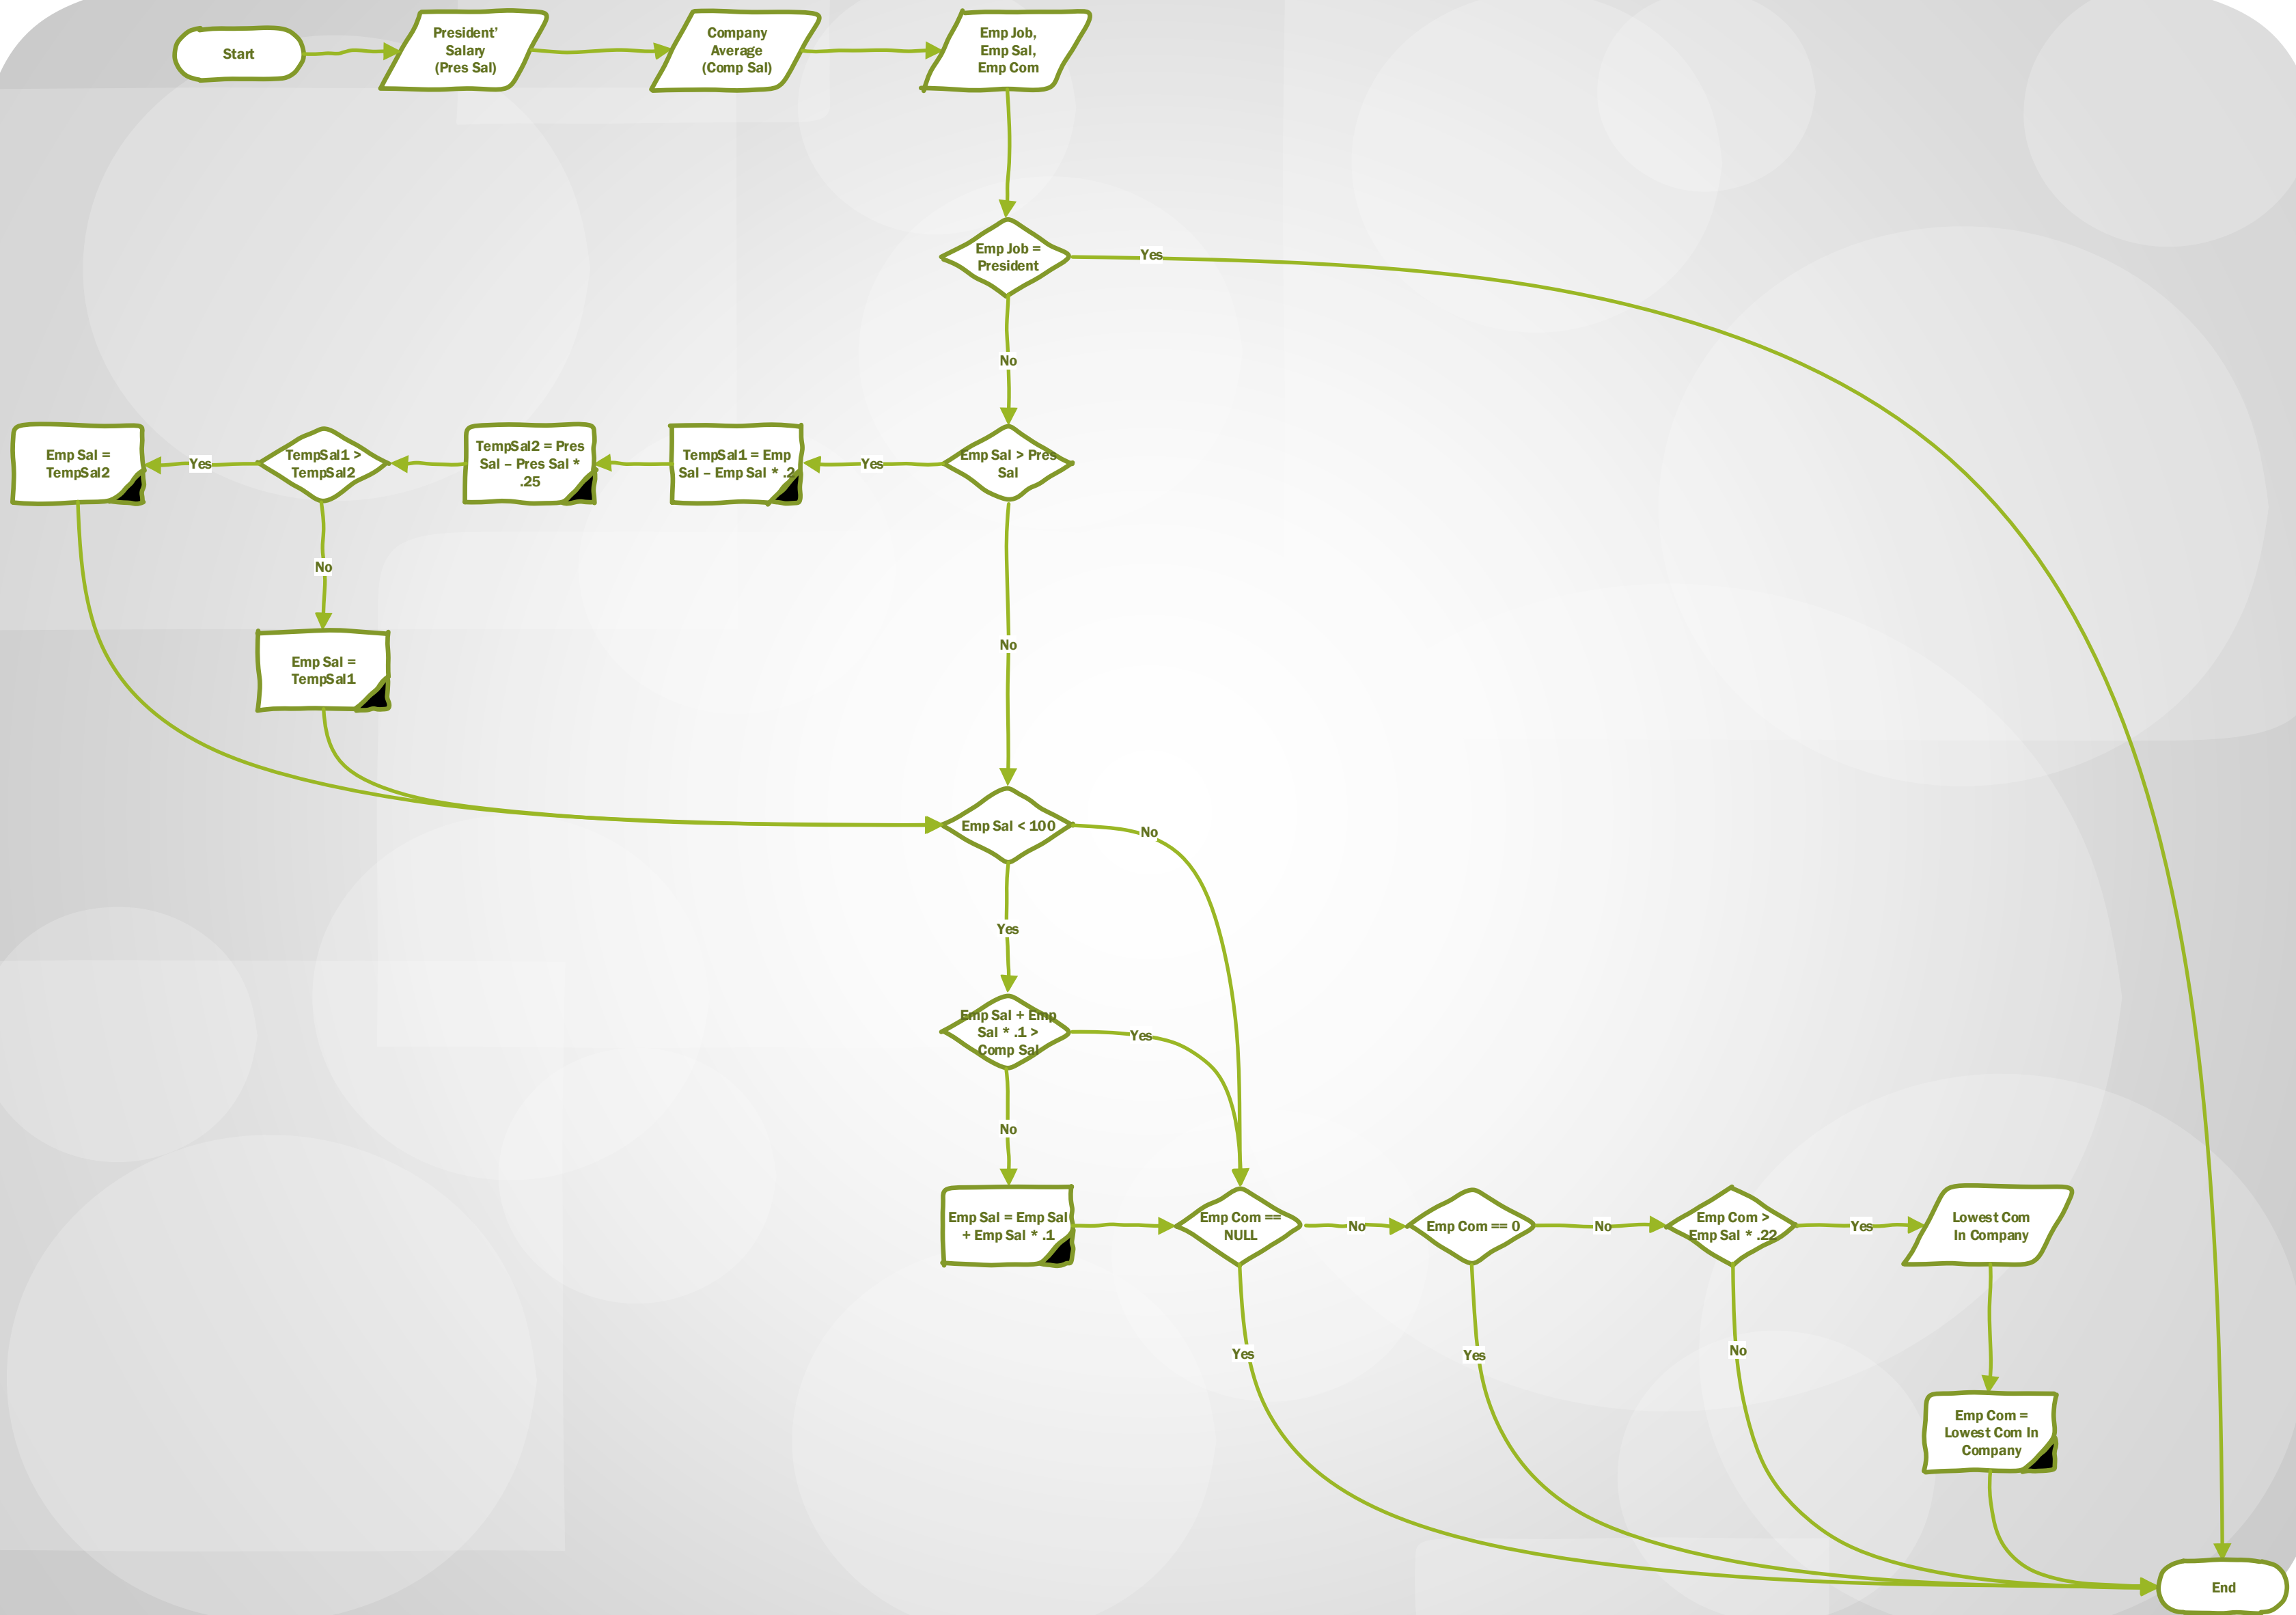 Start
President'
Salary
(Pres Sal)
Company
Average
(Comp Sal)
Emp Job,
Emp Sal,
Emp Com
Emp Job =
President
Yes
No
Emp Sal =
TempSal2
Yes
TempSal1 >
TempSal2
TempSal2 = Pres
Sal – Pres Sal *
.25
TempSal1 = Emp
Sal – Emp Sal * .2
Yes
Emp Sal > Pres
Sal
No
No
Emp Sal =
TempSal1
Emp Sal < 100
No
Yes
Emp Sal + Emp
Sal * .1 >
Comp Sal
Yes
No
Emp Sal = Emp Sal
+ Emp Sal * .1
Emp Com ==
NULL
No
Emp Com == 0
No
Emp Com >
Emp Sal * .22
Yes
Lowest Com
In Company
Yes
Yes
No
Emp Com =
Lowest Com In
Company
End